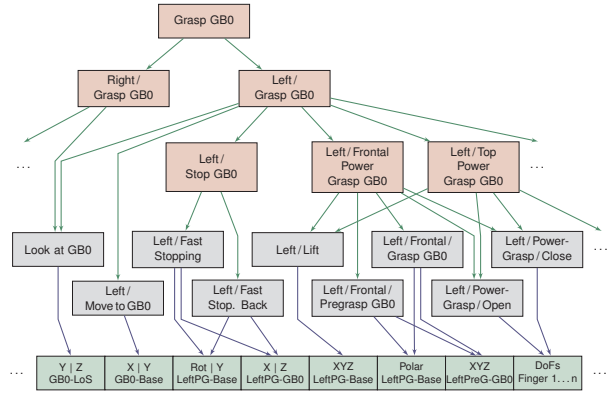 Grasp GB0
Right /
Grasp GB0
Left /
Grasp GB0
...
Left /
Stop GB0
Left / Frontal
Power
Grasp GB0
Left / Top
Power
Grasp GB0
...
Look at GB0
Left / Fast
Stopping
Left / Lift
Left / Frontal /
Grasp GB0
Left / Power-
Grasp / Close
...
Left /
Move to GB0
Left / Fast
Stop. Back
Left / Frontal /
Pregrasp GB0
Left / Power-
Grasp / Open
...
Y | Z
GB0-LoS
X | Y
GB0-Base
Rot | Y
LeftPG-Base
X | Z
LeftPG-GB0
XYZ
LeftPG-Base
Polar
LeftPG-Base
XYZ
LeftPreG-GB0
DoFs
Finger 1...n
...